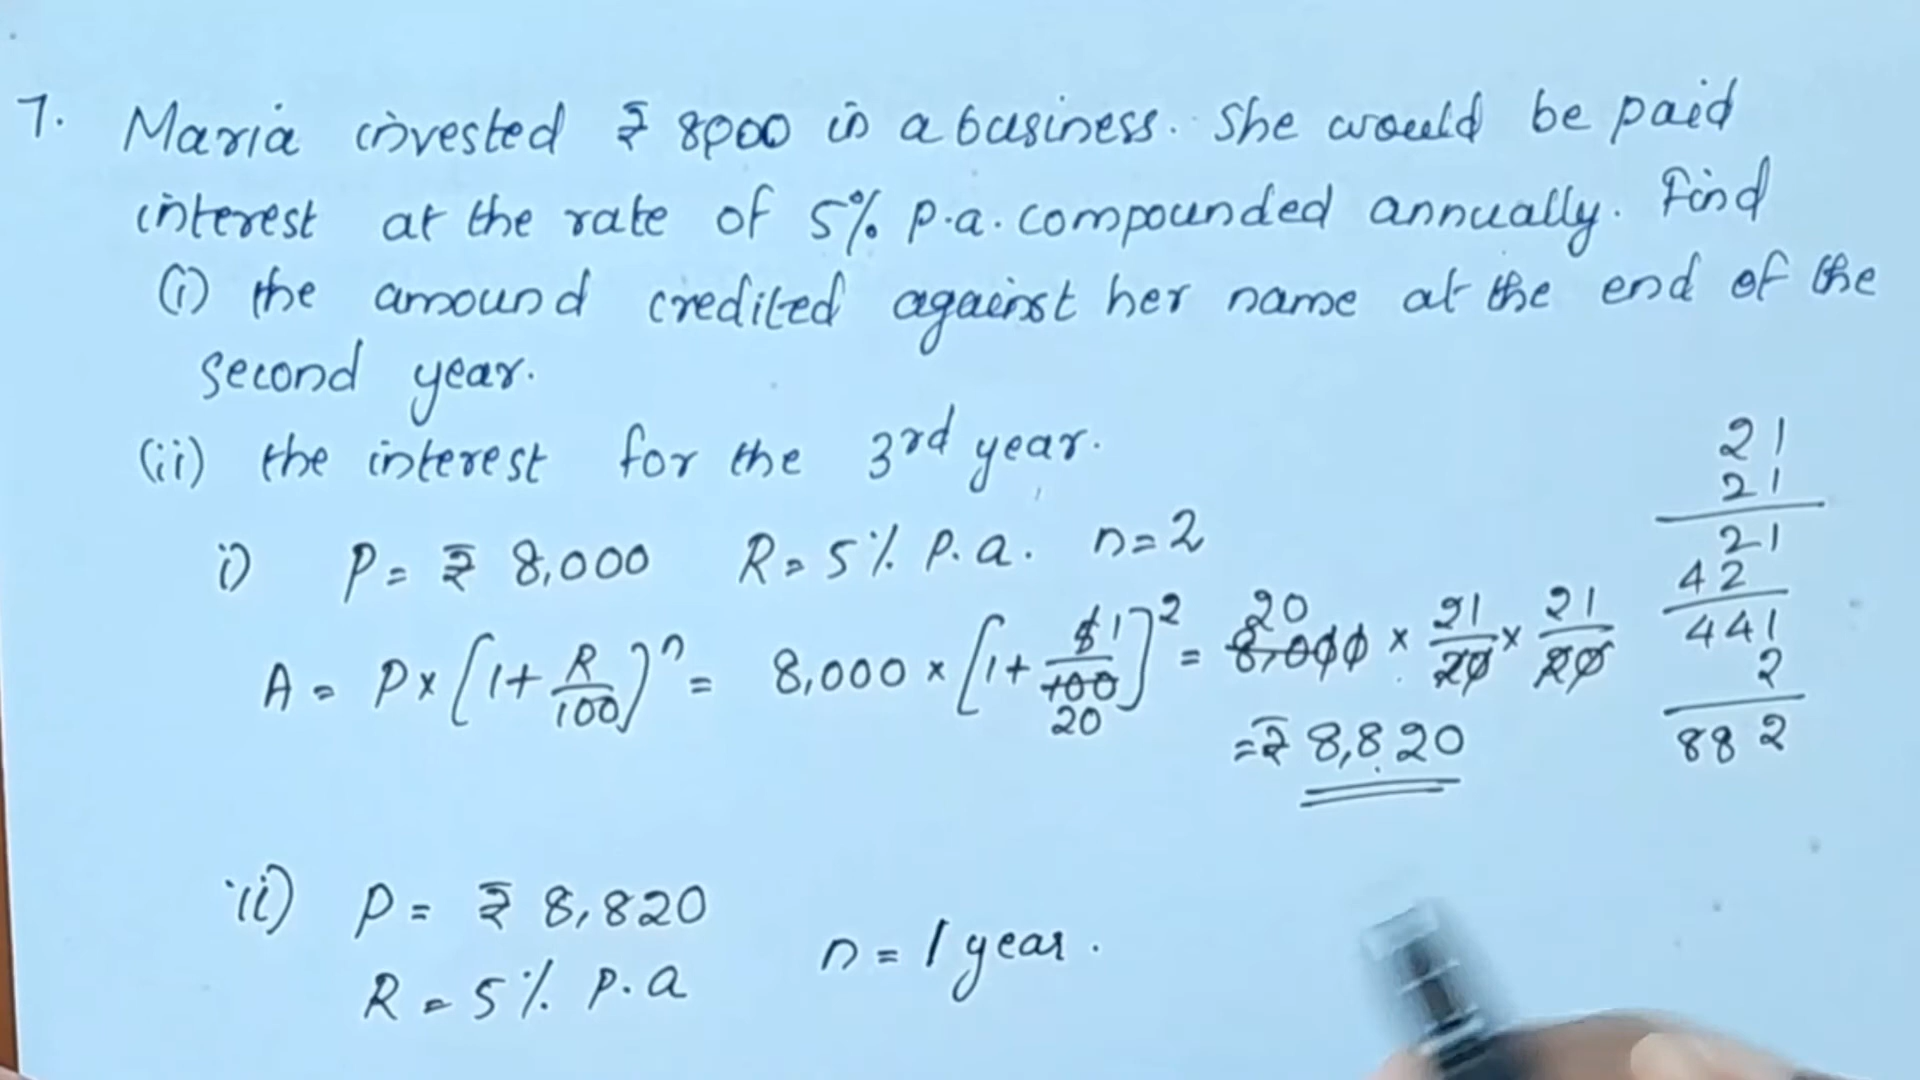 7. Maria invested ₹ 8000 in a business. She would be paid
interest at the rate of 5% p.a. compounded annually. Find
(i) the amound credited against her name at the end of the
second year.
(ii) the interest for the 3rd year.
i) P = ₹ 8,000 R = 5% P.a. n=2
A = P x [1+ R/100]^n = 8,000 x [1+ 5 1/100 20]^2 = 20 8,000 x 21/20 x 21/20
= ₹ 8,820
21
21
21
42
441
2
882
ii) P = ₹ 8,820
R = 5% P.a n = 1 year.